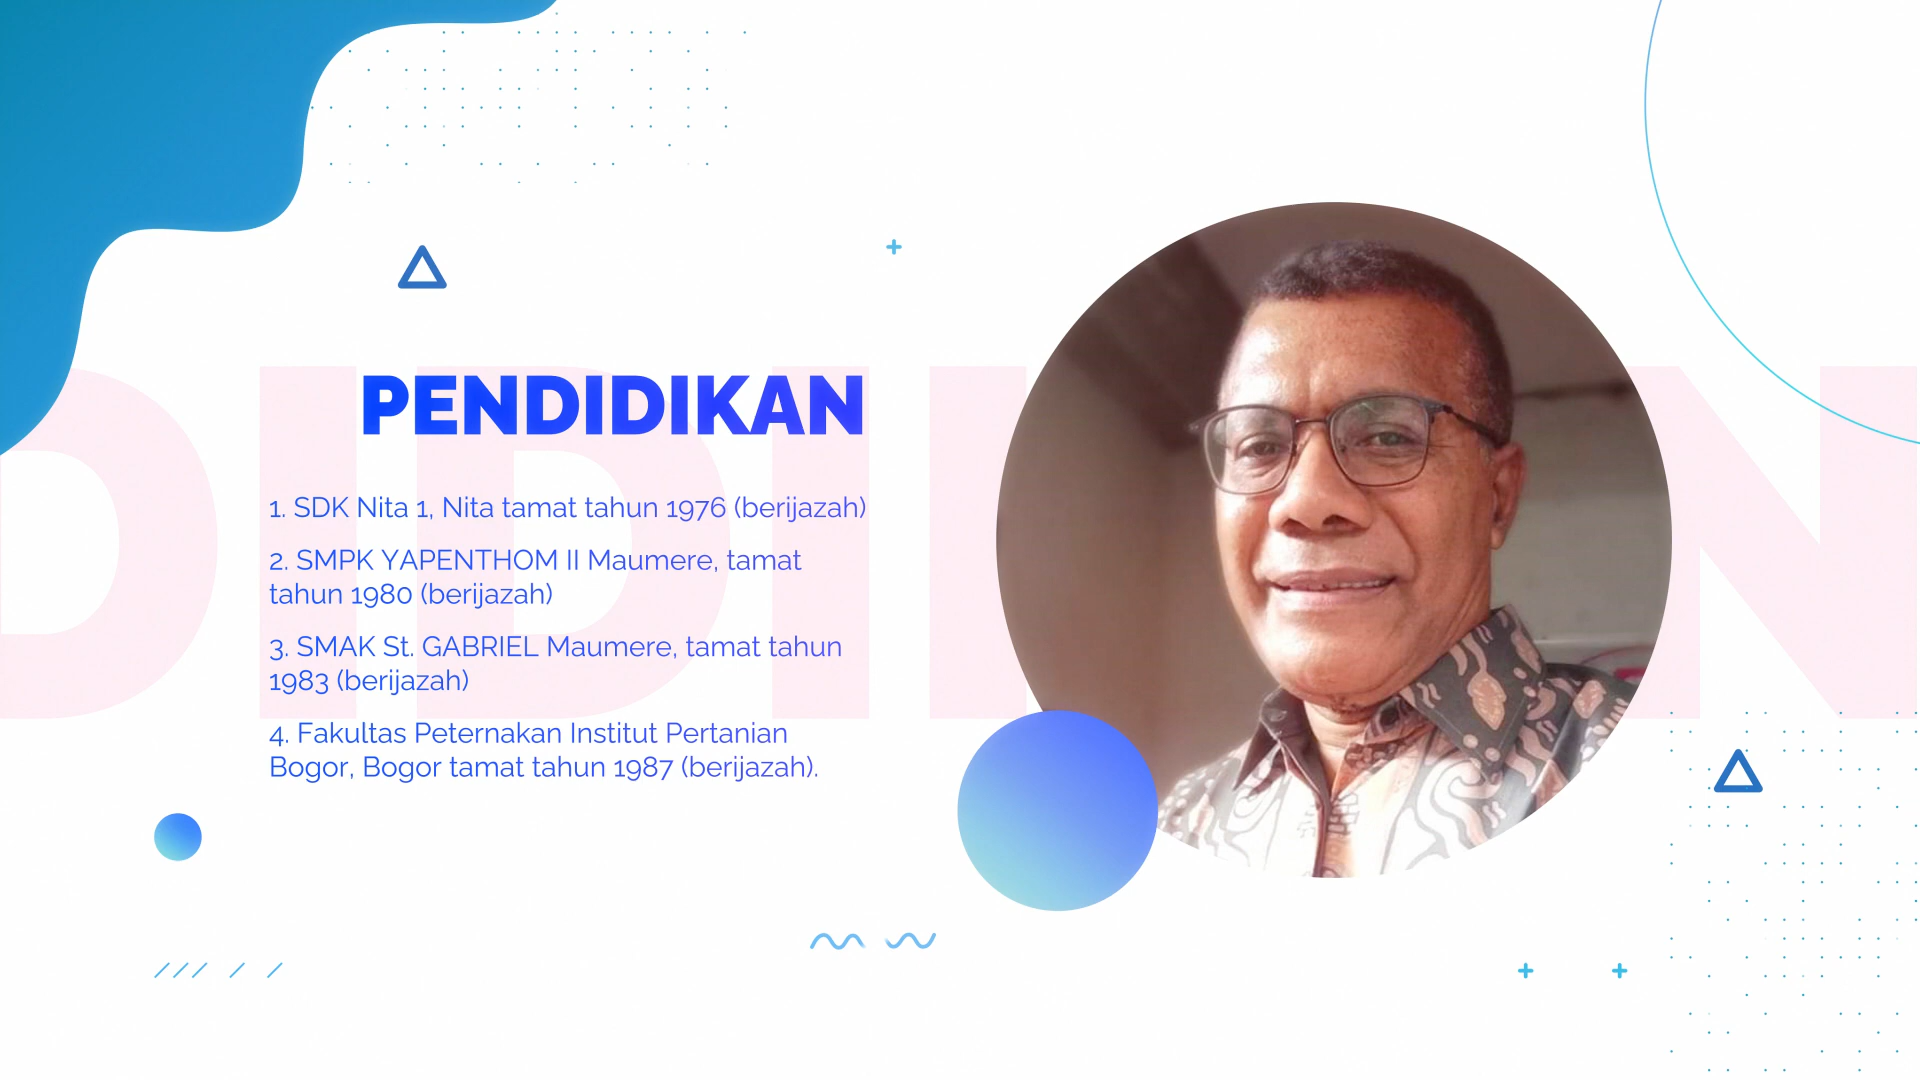 PENDIDIKAN
1. SDK Nita 1, Nita tamat tahun 1976 (berijazah)
2. SMPK YAPENTHOM II Maumere, tamat
tahun 1980 (berijazah)
3. SMAK St. GABRIEL Maumere, tamat tahun
1983 (berijazah)
4. Fakultas Peternakan Institut Pertanian
Bogor, Bogor tamat tahun 1987 (berijazah).